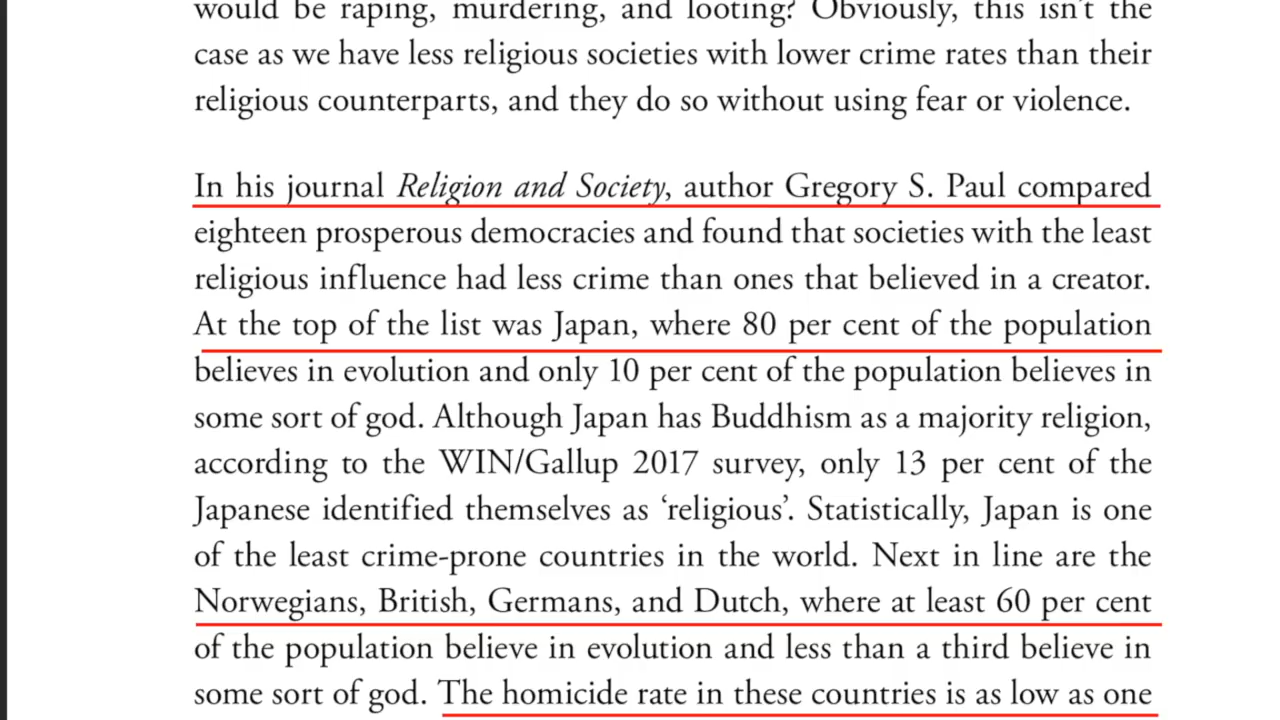 would be raping, murdering, and looting? Obviously, this isn't the
case as we have less religious societies with lower crime rates than their
religious counterparts, and they do so without using fear or violence.
In his journal Religion and Society, author Gregory S. Paul compared
eighteen prosperous democracies and found that societies with the least
religious influence had less crime than ones that believed in a creator.
At the top of the list was Japan, where 80 per cent of the population
believes in evolution and only 10 per cent of the population believes in
some sort of god. Although Japan has Buddhism as a majority religion,
according to the WIN/Gallup 2017 survey, only 13 per cent of the
Japanese identified themselves as ‘religious’. Statistically, Japan is one
of the least crime-prone countries in the world. Next in line are the
Norwegians, British, Germans, and Dutch, where at least 60 per cent
of the population believe in evolution and less than a third believe in
some sort of god. The homicide rate in these countries is as low as one